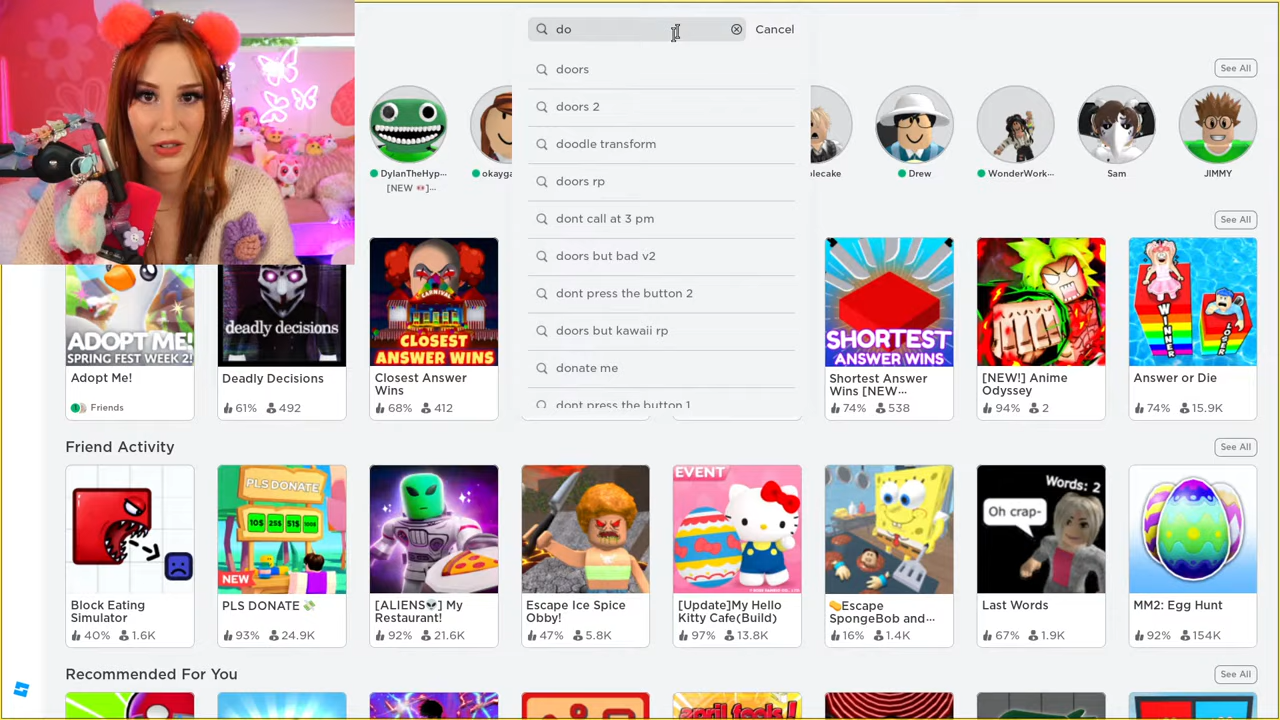 do
Cancel
doors
doors 2
doodle transform
doors rp
dont call at 3 pm
doors but bad v2
dont press the button 2
doors but kawaii rp
donate me
dont press the button 1
See All
DylanTheHyp...
[NEW 👀]...
okayga
lecake
Drew
WonderWork...
Sam
JIMMY
See All
ADOPT ME!
SPRING FEST WEEK 2!
deadly decisions
CARNIVAL
CLOSEST
ANSWER WINS
SHORTEST
ANSWER WINS
WINNER
LOSER
Adopt Me!
Friends
Deadly Decisions
61% 492
Closest Answer
Wins
68% 412
Shortest Answer
Wins [NEW...
74% 538
[NEW!] Anime
Odyssey
94% 2
Answer or Die
74% 15.9K
Friend Activity
See All
PLS DONATE
10$ 25$ 51$ 100$
NEW
EVENT
Words: 2
Oh crap-
Block Eating
Simulator
40% 1.6K
PLS DONATE 💸
93% 24.9K
[ALIENS👽] My
Restaurant!
92% 21.6K
Escape Ice Spice
Obby!
47% 5.8K
[Update]My Hello
Kitty Cafe(Build)
97% 13.8K
Escape
SpongeBob and...
16% 1.4K
Last Words
67% 1.9K
MM2: Egg Hunt
92% 154K
Recommended For You
See All
april fools!